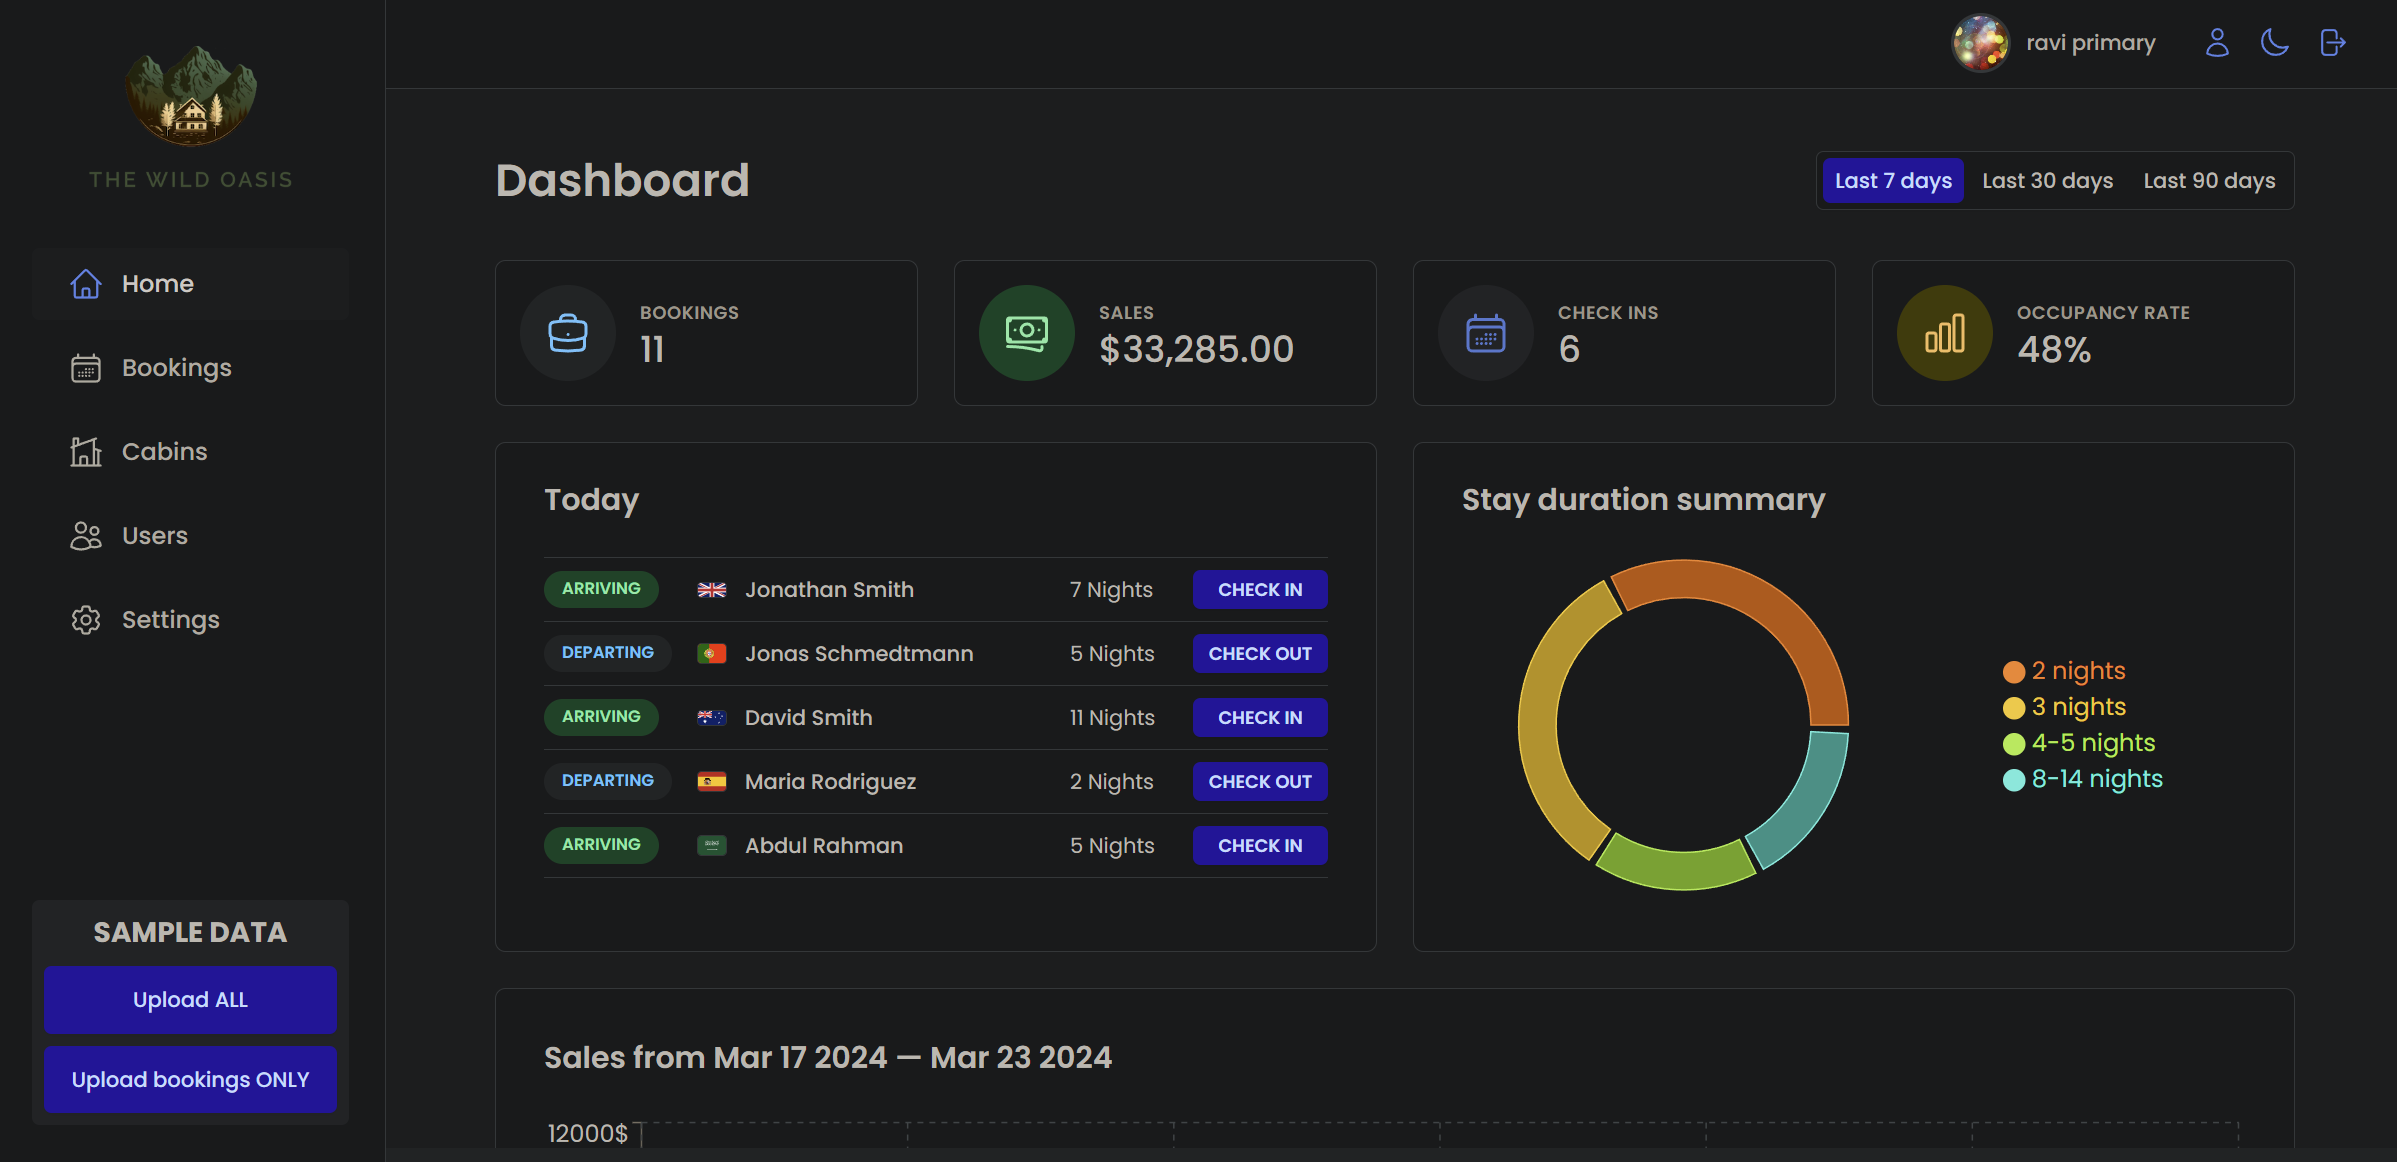 THE WILD OASIS
Home
Bookings
Cabins
Users
Settings
SAMPLE DATA
Upload ALL
Upload bookings ONLY
ravi primary
Dashboard
Last 7 days Last 30 days Last 90 days
BOOKINGS
11
SALES
$33,285.00
CHECK INS
6
OCCUPANCY RATE
48%
Today
ARRIVING Jonathan Smith 7 Nights CHECK IN
DEPARTING Jonas Schmedtmann 5 Nights CHECK OUT
ARRIVING David Smith 11 Nights CHECK IN
DEPARTING Maria Rodriguez 2 Nights CHECK OUT
ARRIVING Abdul Rahman 5 Nights CHECK IN
Stay duration summary
2 nights
3 nights
4-5 nights
8-14 nights
Sales from Mar 17 2024 — Mar 23 2024
12000$